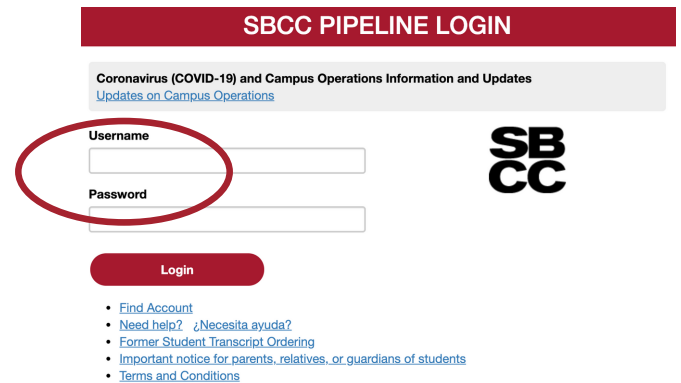 SBCC PIPELINE LOGIN
Coronavirus (COVID-19) and Campus Operations Information and Updates
Updates on Campus Operations
Username
SB
CC
Password
Login
Find Account
Need help? ¿Necesita ayuda?
Former Student Transcript Ordering
Important notice for parents, relatives, or guardians of students
Terms and Conditions